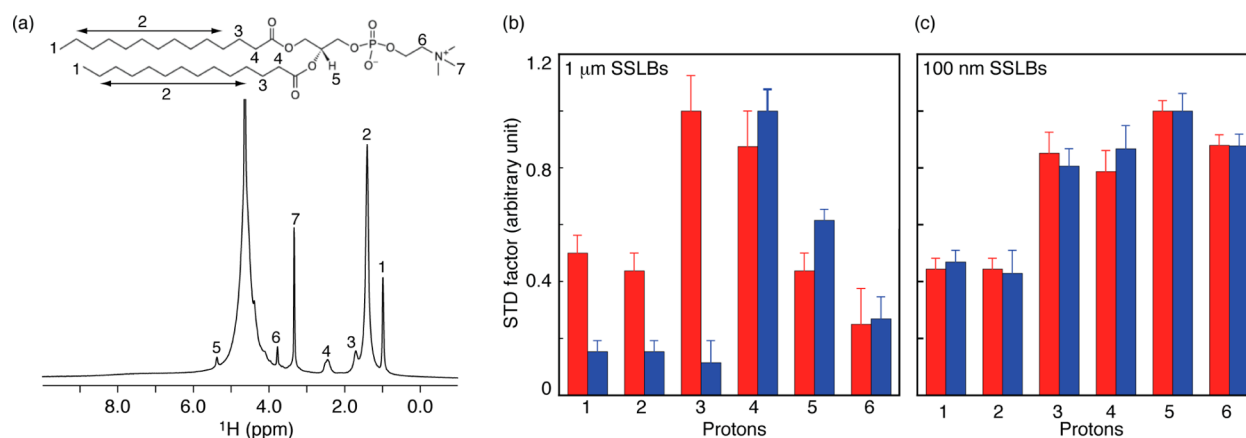 (a)
2
3
O
1
4
O
O
P
O
O
O⁻
6
N⁺
7
1
4
O
H
5
3
O
2
2
7
1
6
5
4
3
8.0 6.0 4.0 2.0 0.0
¹H (ppm)
(b)
1 μm SSLBs
STD factor (arbitrary unit)
1.2
0.8
0.4
0
1 2 3 4 5 6
Protons
(c)
100 nm SSLBs
1 2 3 4 5 6
Protons